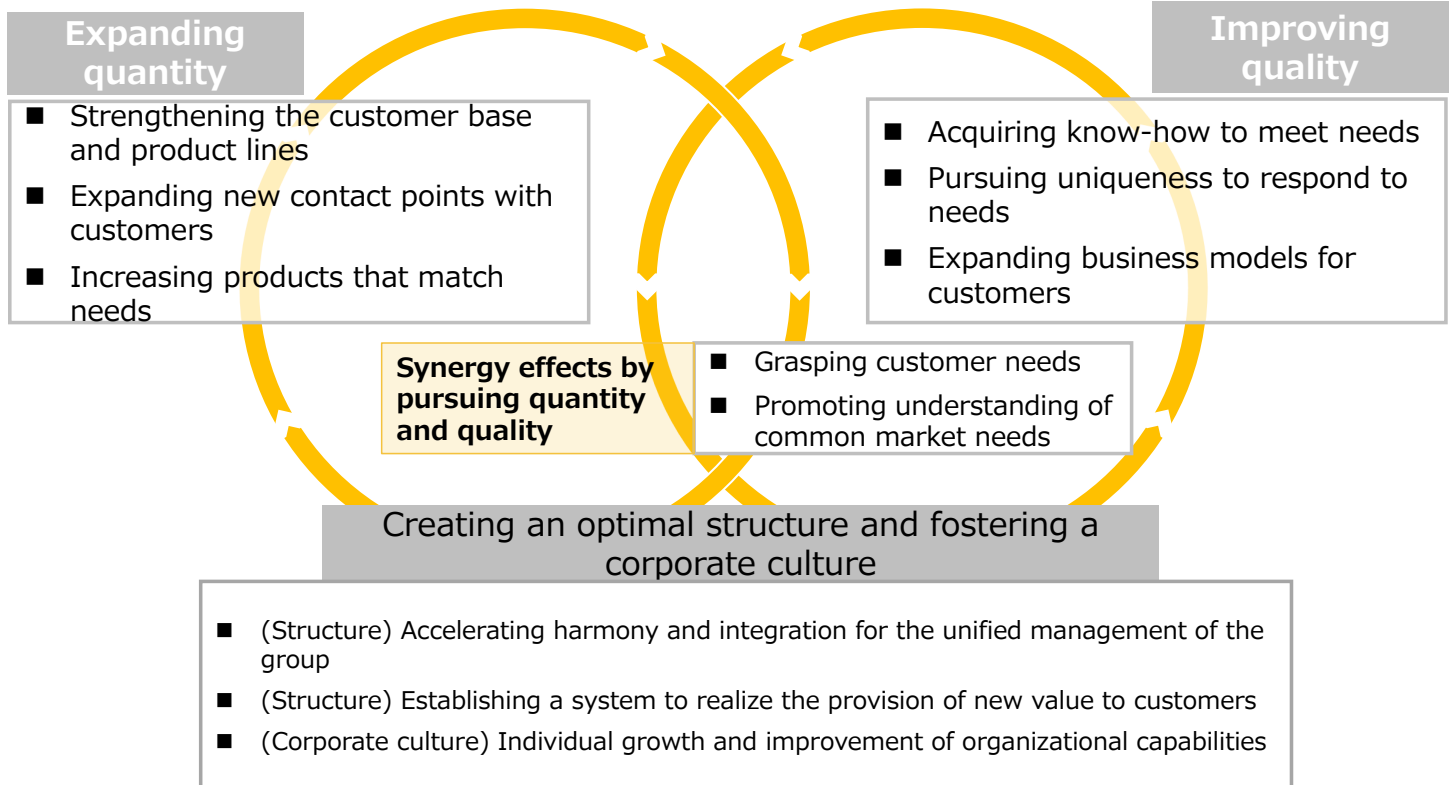 Expanding
quantity
■ Strengthening the customer base
and product lines
■ Expanding new contact points with
customers
■ Increasing products that match
needs
Improving
quality
■ Acquiring know-how to meet needs
■ Pursuing uniqueness to respond to
needs
■ Expanding business models for
customers
Synergy effects by
pursuing quantity
and quality
■ Grasping customer needs
■ Promoting understanding of
common market needs
Creating an optimal structure and fostering a
corporate culture
■ (Structure) Accelerating harmony and integration for the unified management of the
group
■ (Structure) Establishing a system to realize the provision of new value to customers
■ (Corporate culture) Individual growth and improvement of organizational capabilities